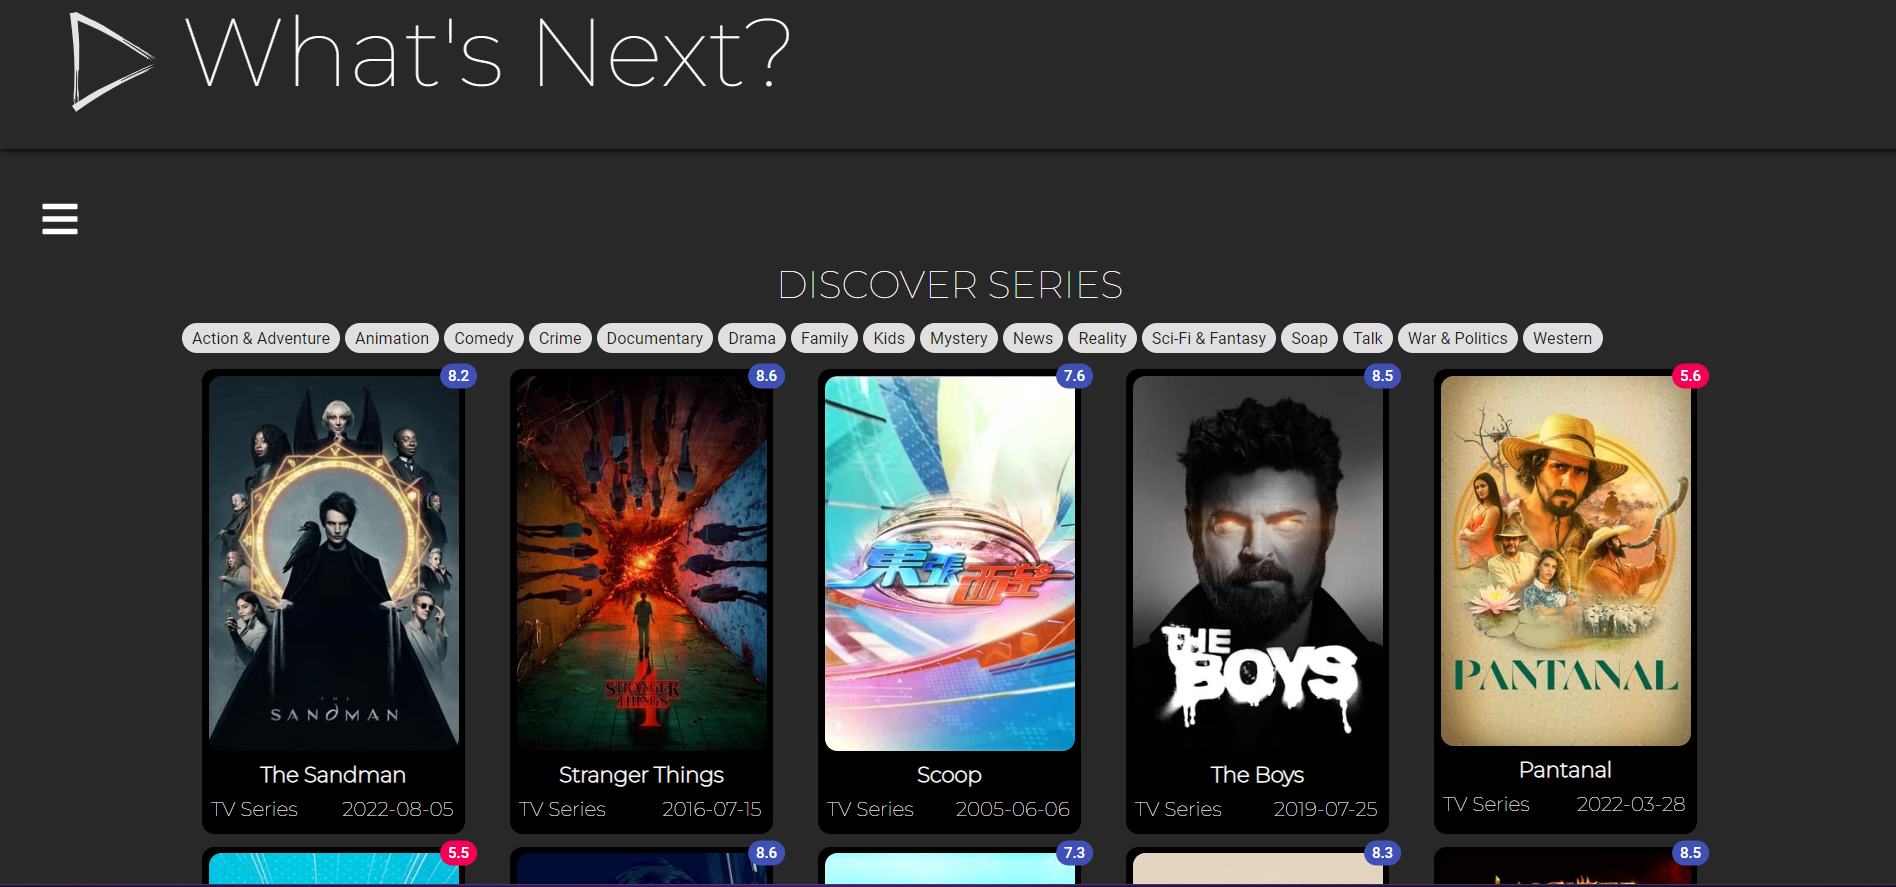 What's Next?
DISCOVER SERIES
Action & Adventure Animation Comedy Crime Documentary Drama Family Kids Mystery News Reality Sci-Fi & Fantasy Soap Talk War & Politics Western
8.2
THE
SANDMAN
The Sandman
TV Series 2022-08-05
8.6
STRANGER
THINGS
4
Stranger Things
TV Series 2016-07-15
7.6
東張西望
Scoop
TV Series 2005-06-06
8.5
THE
BOYS
The Boys
TV Series 2019-07-25
5.6
PANTANAL
Pantanal
TV Series 2022-03-28
5.5
8.6
7.3
8.3
8.5